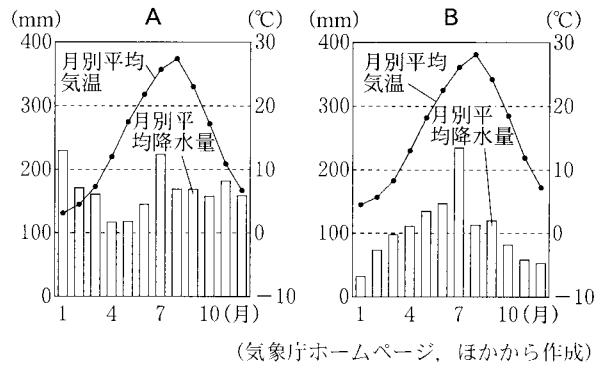 A
(mm)
(℃)
400
300
200
100
0
30
20
10
0
−10
月別平均
気温
月別平
均降水量
1
4
7
10(月)
B
(mm)
(℃)
400
300
200
100
0
30
20
10
0
−10
月別平均
気温
月別平
均降水量
1
4
7
10(月)
(気象庁ホームページ，ほかから作成)